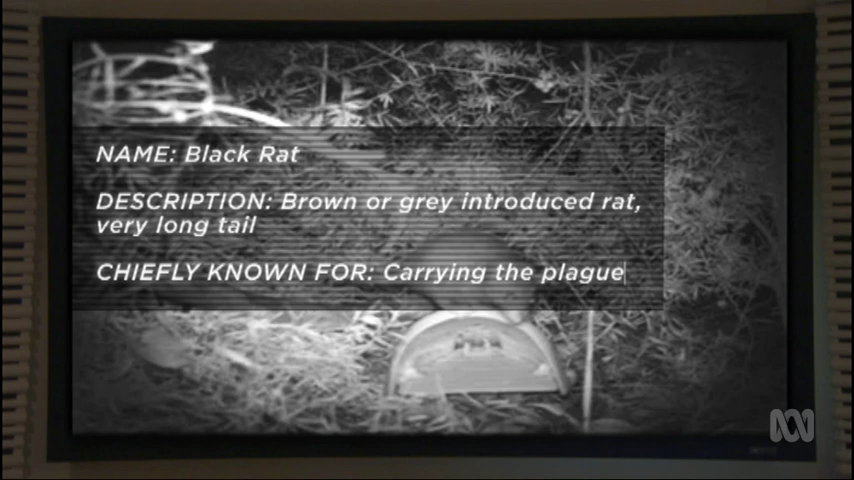 NAME: Black Rat
DESCRIPTION: Brown or grey introduced rat,
very long tail
CHIEFLY KNOWN FOR: Carrying the plague